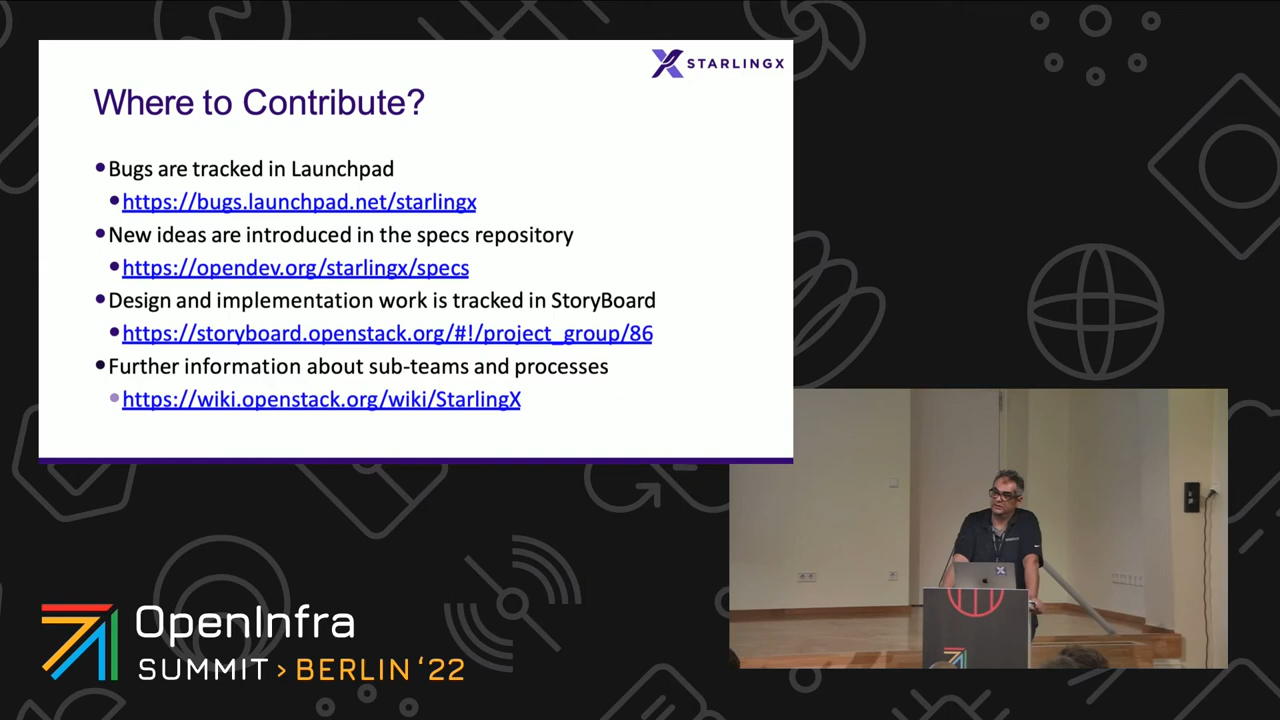 STARLINGX
Where to Contribute?
Bugs are tracked in Launchpad
https://bugs.launchpad.net/starlingx
New ideas are introduced in the specs repository
https://opendev.org/starlingx/specs
Design and implementation work is tracked in StoryBoard
https://storyboard.openstack.org/#!/project_group/86
Further information about sub-teams and processes
https://wiki.openstack.org/wiki/StarlingX
OpenInfra
SUMMIT > BERLIN ‘22